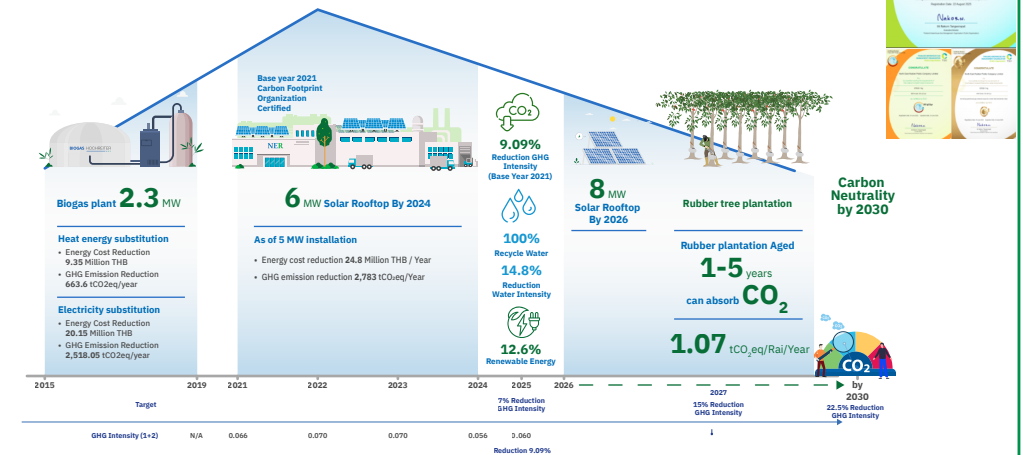 Base year 2021
Carbon Footprint
Organization
Certified
CO2
BIOGAS
NER
9.09%
Reduction GHG
Intensity
(Base Year 2021)
Biogas plant 2.3 MW
6 MW Solar Rooftop By 2024
8 MW
Solar Rooftop
By 2026
Rubber tree plantation
Carbon
Neutrality
by 2030
Heat energy substitution
• Energy Cost Reduction
9.35 Million THB
• GHG Emission Reduction
663.6 tCO2eq/year
Electricity substitution
• Energy Cost Reduction
20.15 Million THB
• GHG Emission Reduction
2,518.05 tCO2eq/year
As of 5 MW installation
• Energy cost reduction 24.8 Million THB / Year
• GHG emission reduction 2,783 tCO₂eq/Year
100%
Recycle Water
14.8%
Reduction
Water Intensity
12.6%
Renewable Energy
Rubber plantation Aged
1-5 years
can absorb CO₂
1.07 tCO₂eq/Rai/Year
CO₂
2015 2019 2021 2022 2023 2024 2025 2026
by
2030
Target
7% Reduction
GHG Intensity
2027
15% Reduction
GHG Intensity
22.5% Reduction
GHG Intensity
GHG Intensity (1+2) N/A 0.066 0.070 0.070 0.056 0.060
Reduction 9.09%